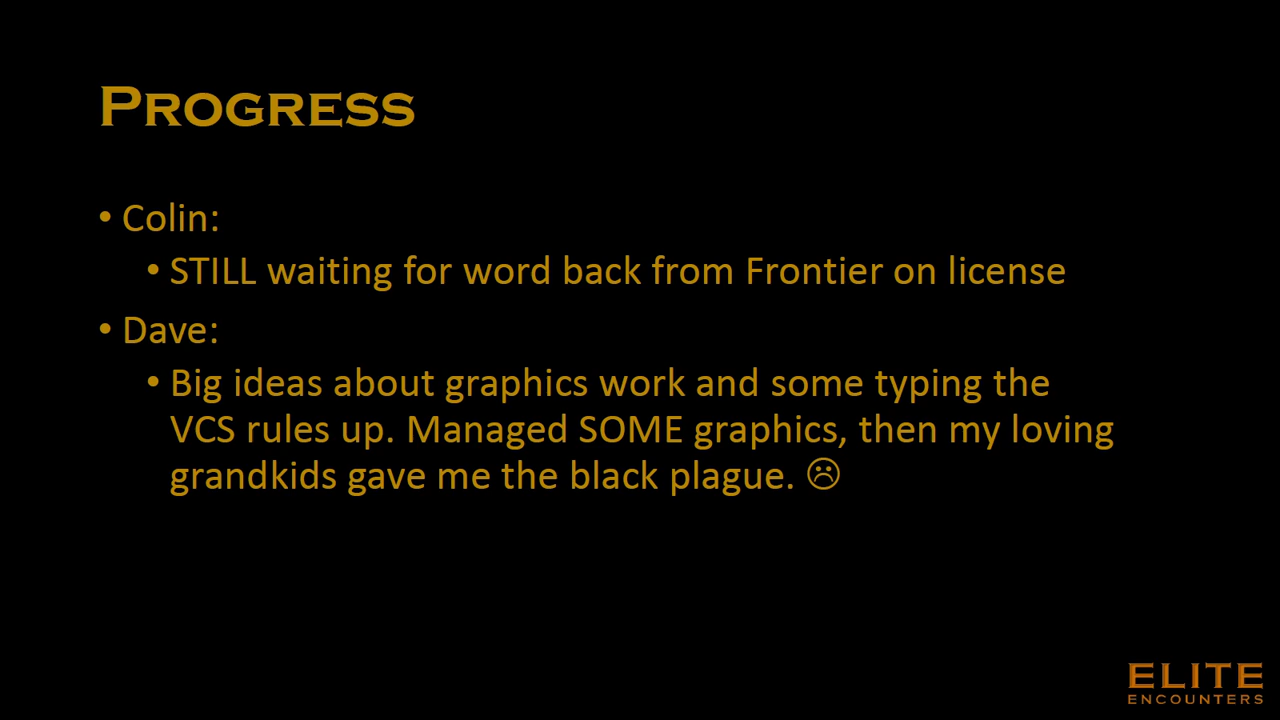 PROGRESS
• Colin:
• STILL waiting for word back from Frontier on license
• Dave:
• Big ideas about graphics work and some typing the
VCS rules up. Managed SOME graphics, then my loving
grandkids gave me the black plague. ☹
ELITE
ENCOUNTERS